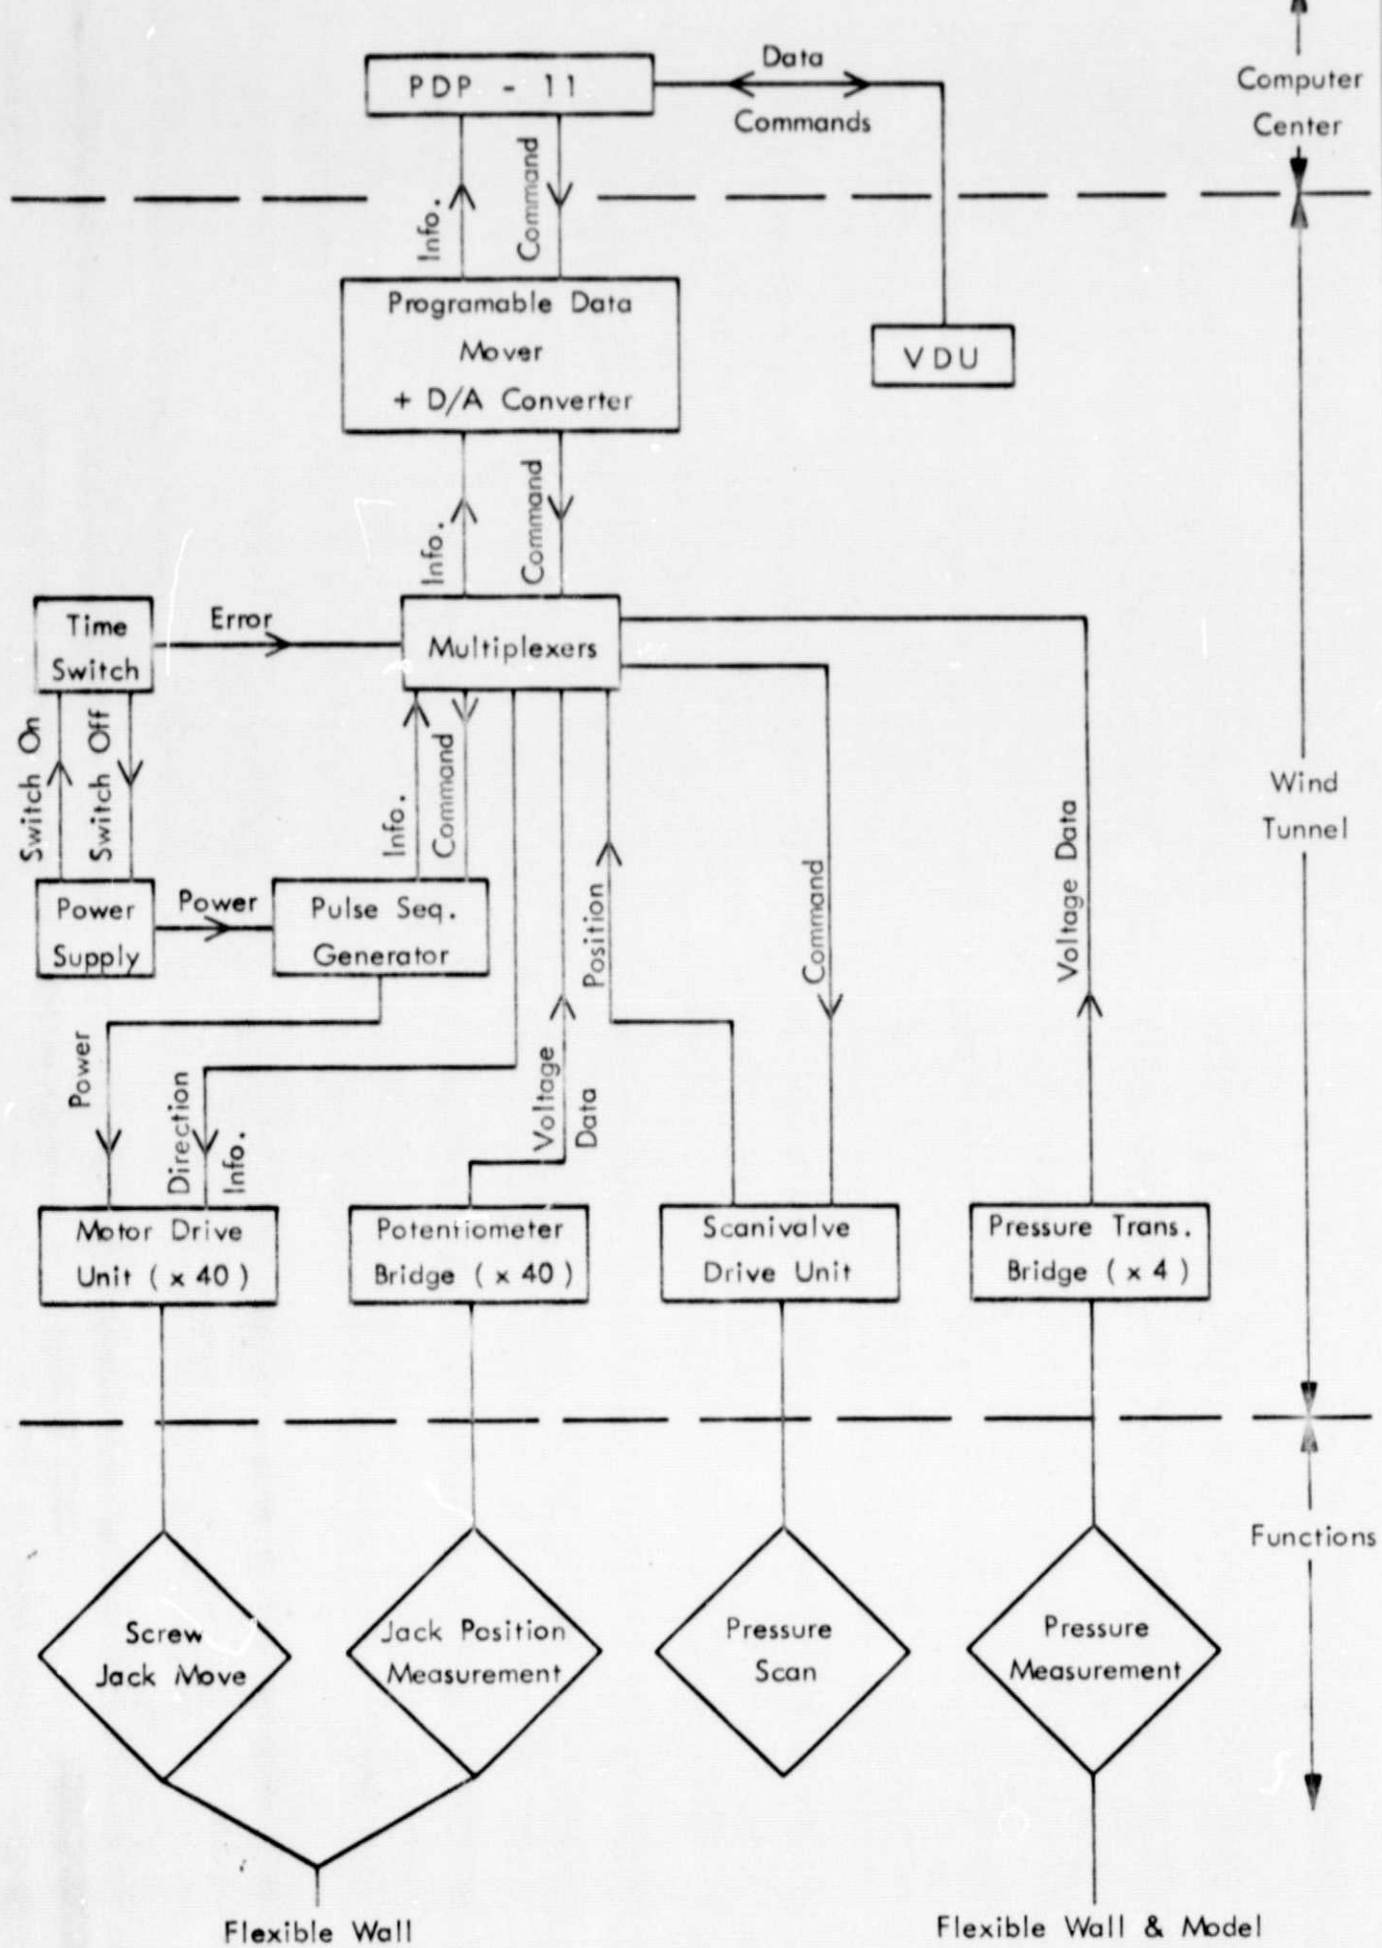 Data
PDP - 11
Commands
Computer
Center
Info.
Command
Programable Data
Mover
+ D/A Converter
VDU
Info.
Command
Time
Switch
Error
Multiplexers
Switch On
Switch Off
Info.
Command
Wind
Tunnel
Power
Supply
Power
Pulse Seq.
Generator
Position
Command
Voltage Data
Power
Direction
Info.
Voltage
Data
Motor Drive
Unit ( x 40 )
Potentiometer
Bridge ( x 40 )
Scanivalve
Drive Unit
Pressure Trans.
Bridge ( x 4 )
Functions
Screw
Jack Move
Jack Position
Measurement
Pressure
Scan
Pressure
Measurement
Flexible Wall
Flexible Wall & Model